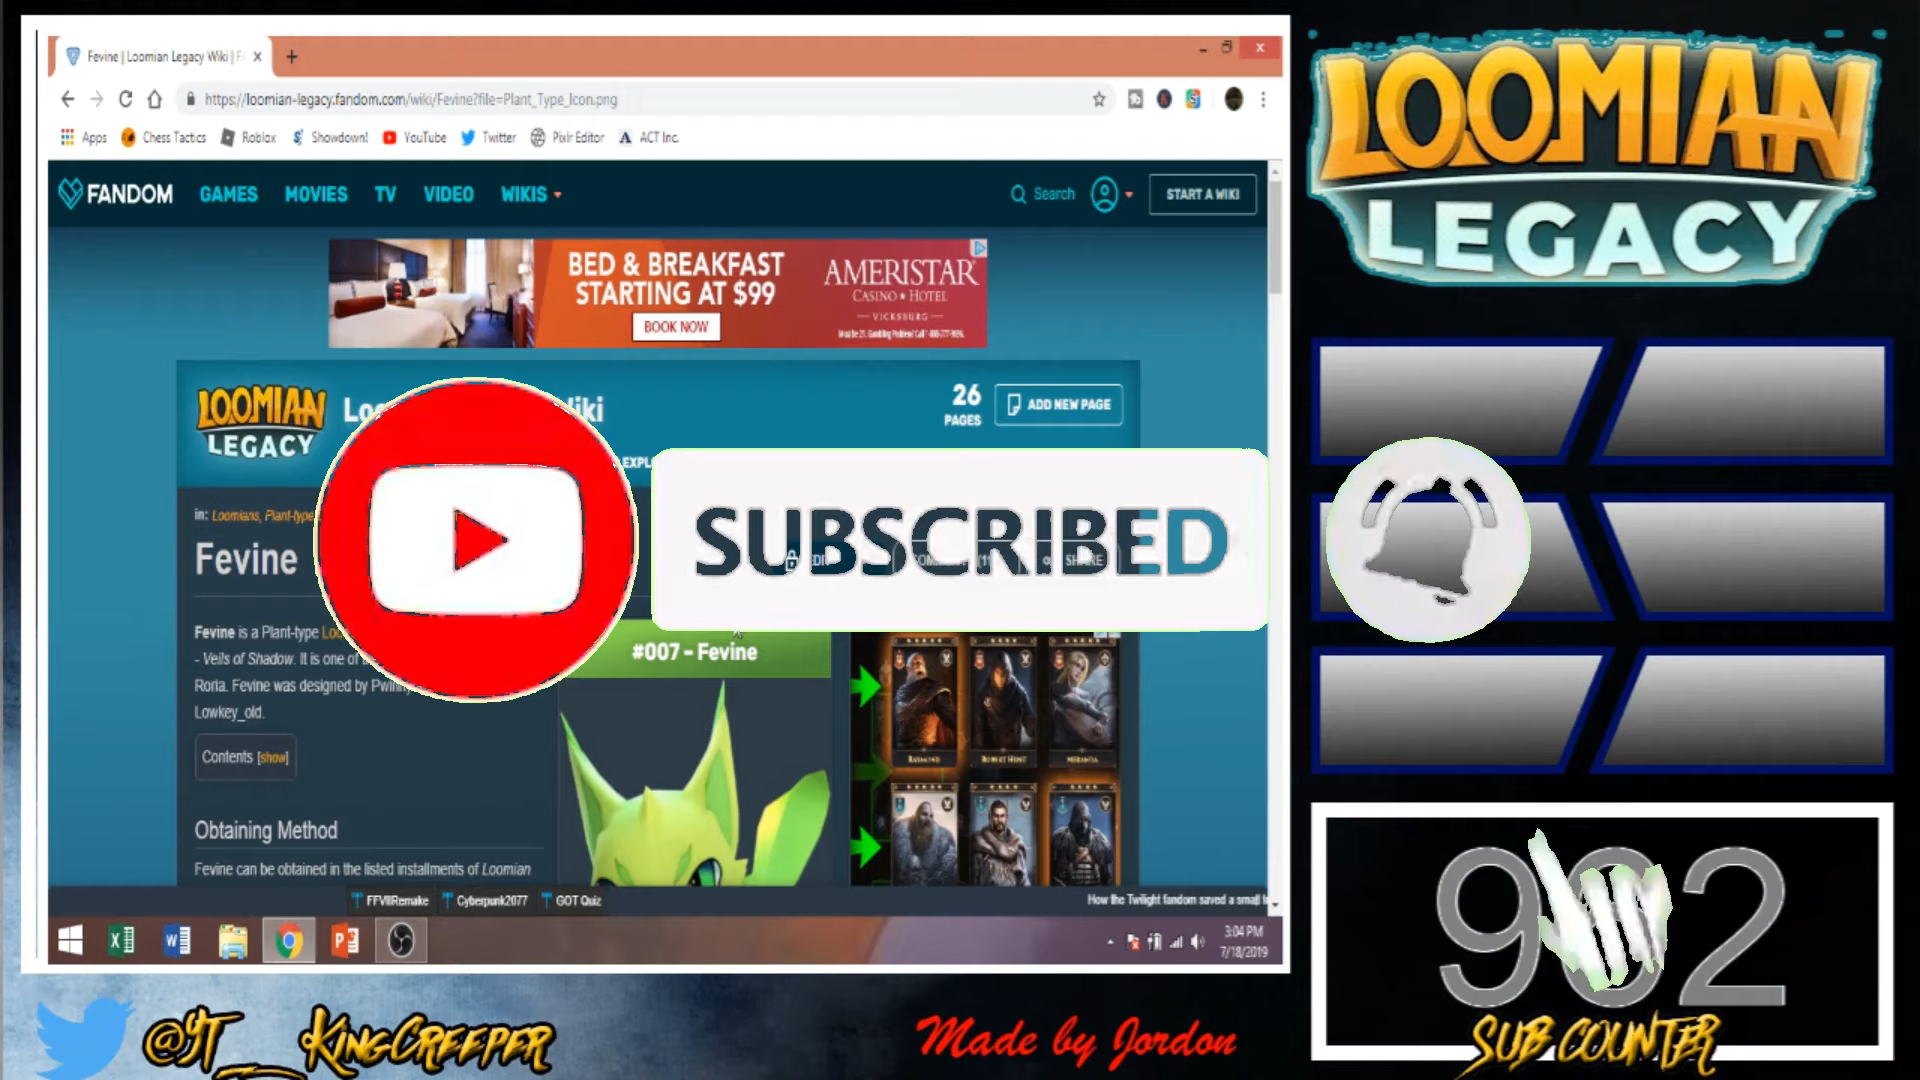 Fevine | Loomian Legacy Wiki | F
https://loomian-legacy.fandom.com/wiki/Fevine?file=Plant_Type_Icon.png
Apps Chess Tactics Roblox Showdown! YouTube Twitter Pixlr Editor ACT Inc.
FANDOM GAMES MOVIES TV VIDEO WIKIS Search START A WIKI
BED & BREAKFAST
STARTING AT $99
BOOK NOW
AMERISTAR
CASINO ★ HOTEL
VICKSBURG
LOOMIAN
LEGACY
26
PAGES
ADD NEW PAGE
in: Loomians, Plant-type
Fevine
SUBSCRIBED
SHARE
Fevine is a Plant-type
- Veils of Shadow. It is one of
Roria. Fevine was designed by
Lowkey_old.
Contents [show]
#007 - Fevine
RAYMOND ROBERT HUNT MERANDA
Obtaining Method
Fevine can be obtained in the listed installments of Loomian
FFVIIRemake Cyberpunk2077 GOT Quiz
How the Twilight fandom saved a small
3:04 PM
7/18/2019
LOOMIAN
LEGACY
902
SUB COUNTER
@YT__KingCreeper
Made by Jordon